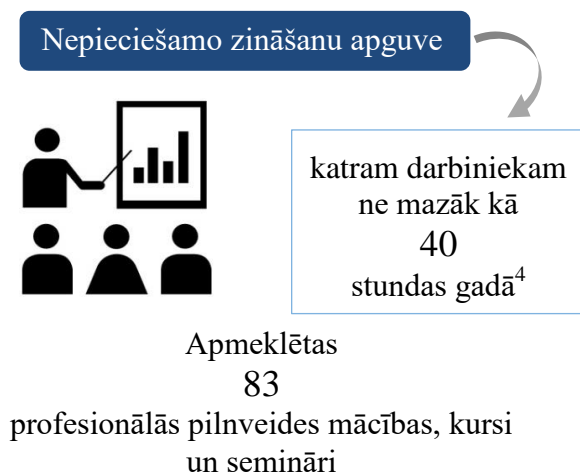 Nepieciešamo zināšanu apguve
katram darbiniekam
ne mazāk kā
40
stundas gadā⁴
Apmeklētas
83
profesionālās pilnveides mācības, kursi
un semināri